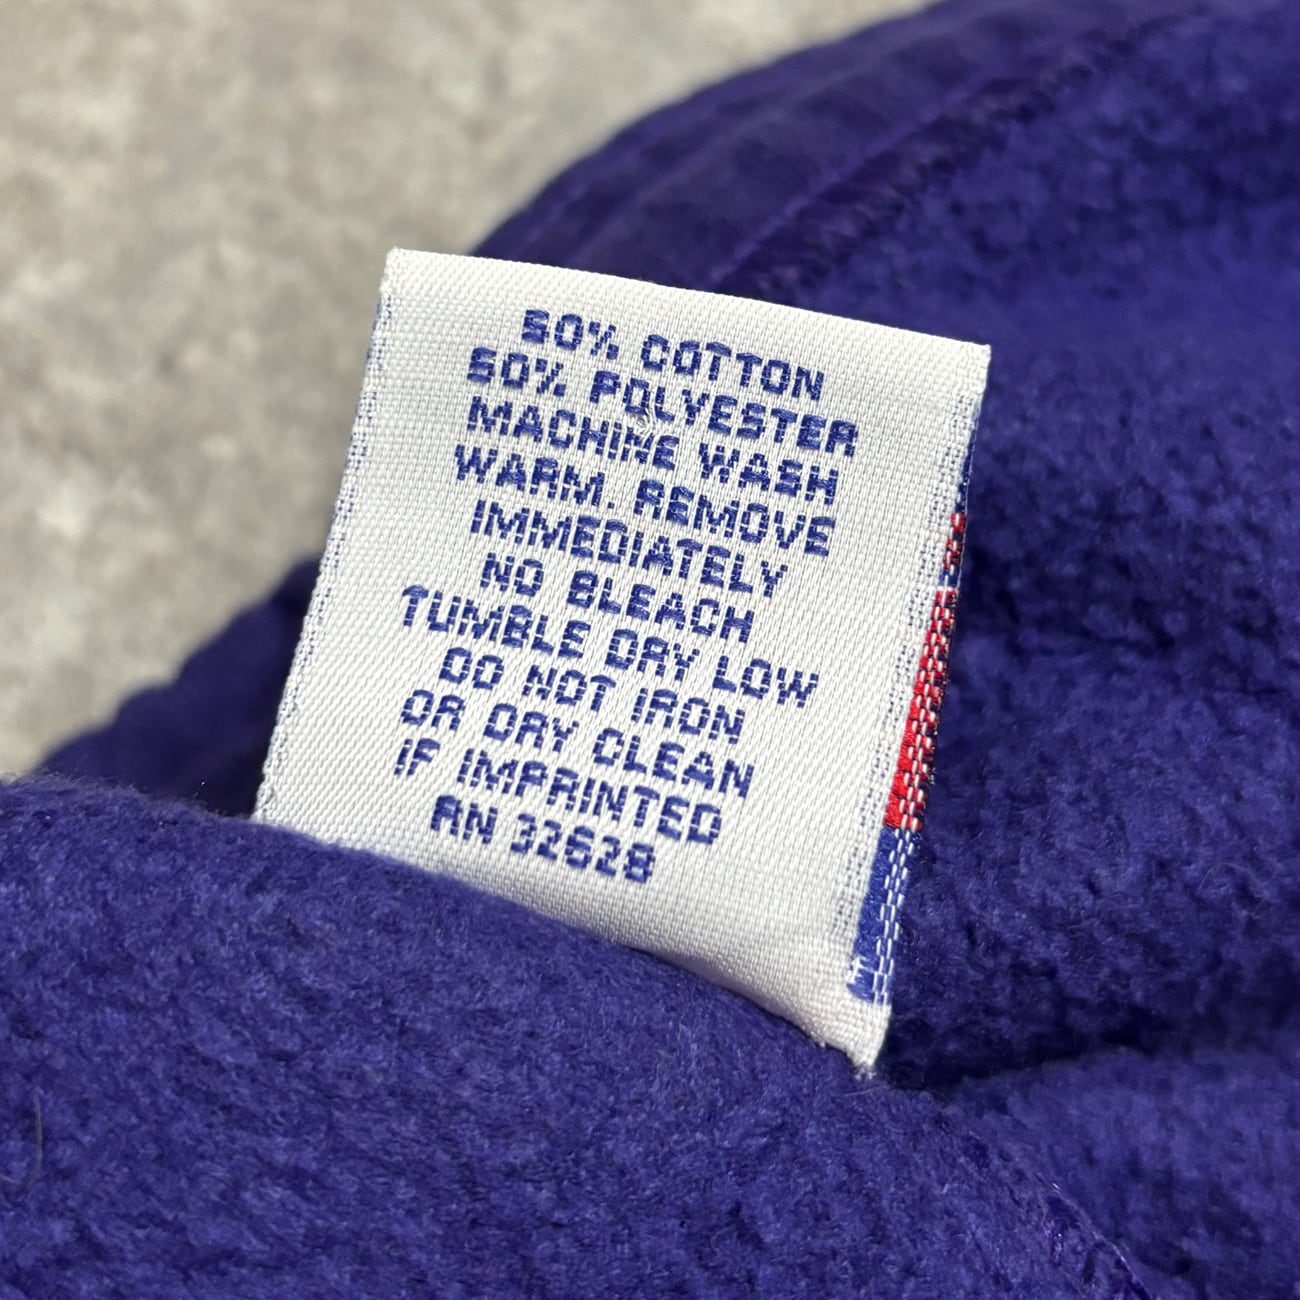 50% COTTON
50% POLYESTER
MACHINE WASH
WARM. REMOVE
IMMEDIATELY
NO BLEACH
TUMBLE DRY LOW
DO NOT IRON
OR DRY CLEAN
IF IMPRINTED
RN 32628